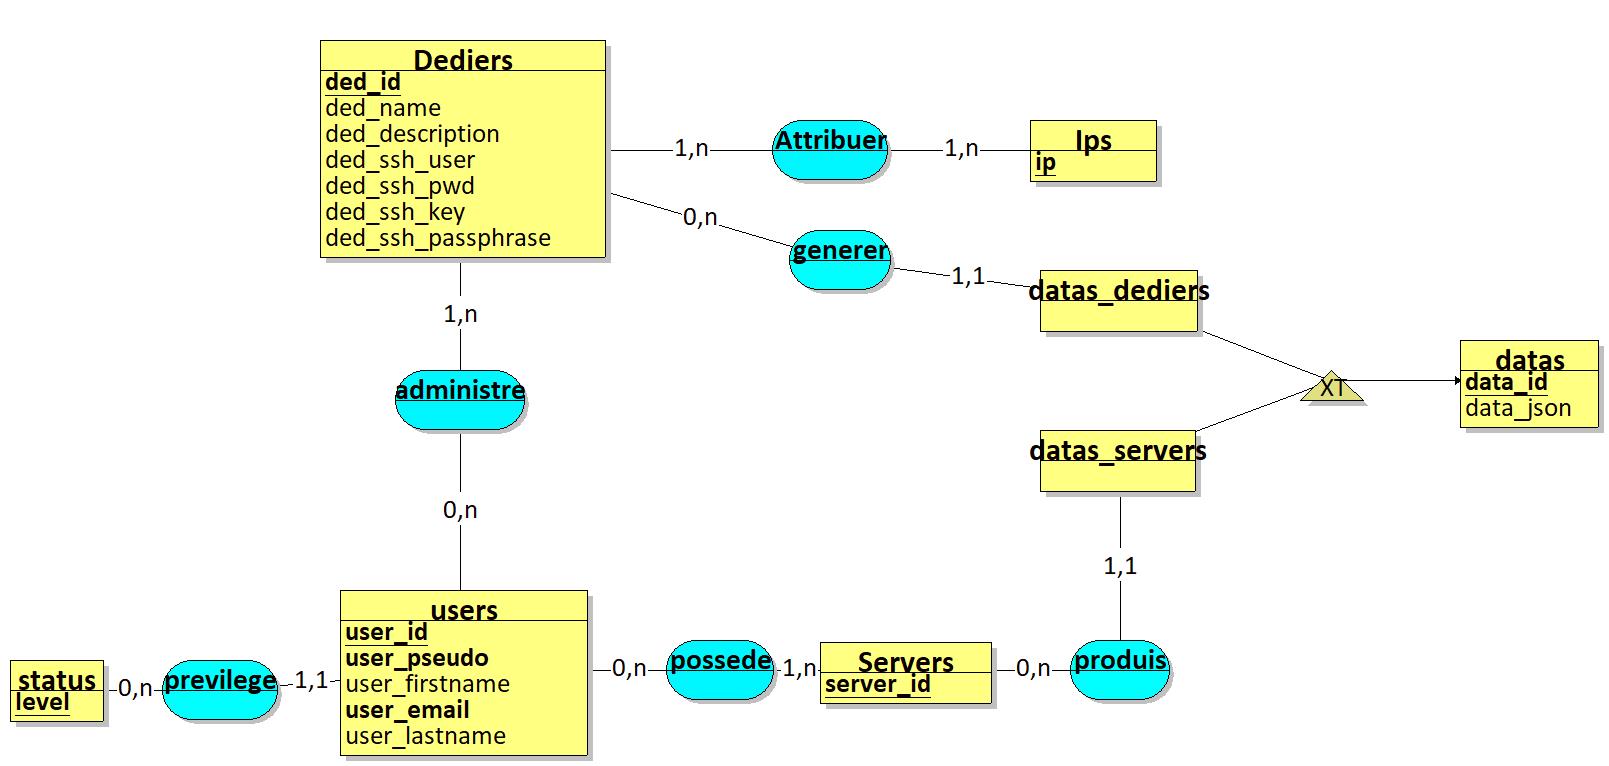 Dediers
ded_id
ded_name
ded_description
ded_ssh_user
ded_ssh_pwd
ded_ssh_key
ded_ssh_passphrase
1,n
Attribuer
1,n
Ips
ip
0,n
generer
1,1
datas_dediers
XT
datas
data_id
data_json
datas_servers
1,n
administre
0,n
1,1
status
level
0,n
previlege
1,1
users
user_id
user_pseudo
user_firstname
user_email
user_lastname
0,n
possede
1,n
Servers
server_id
0,n
produis